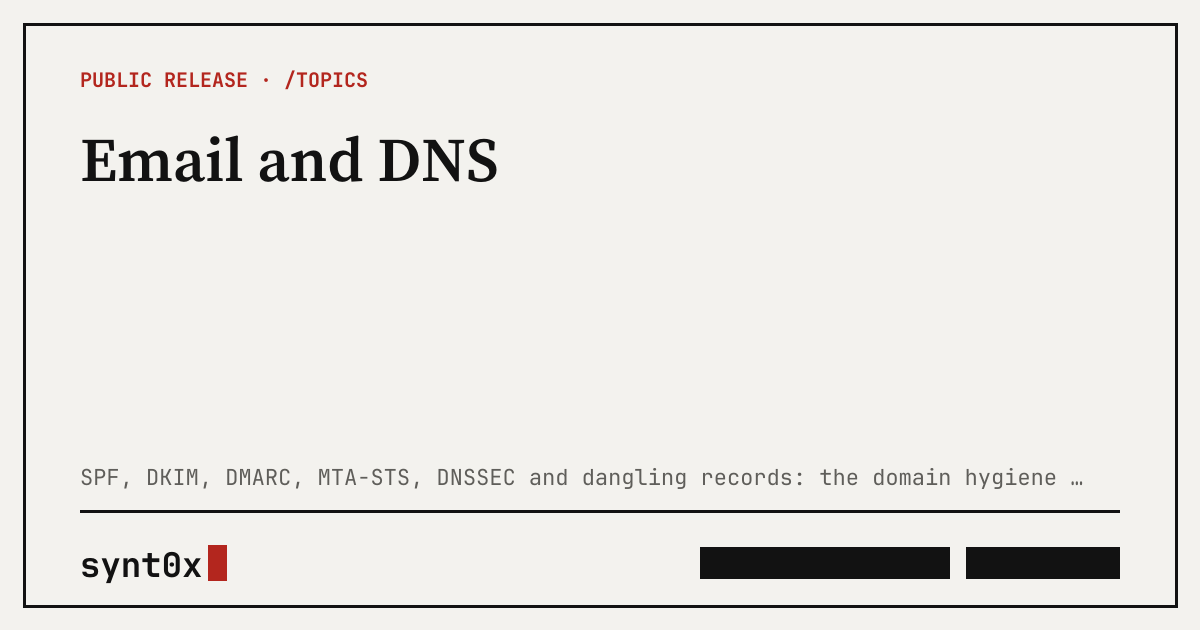 PUBLIC RELEASE · /TOPICS
Email and DNS
SPF, DKIM, DMARC, MTA-STS, DNSSEC and dangling records: the domain hygiene …
synt0x